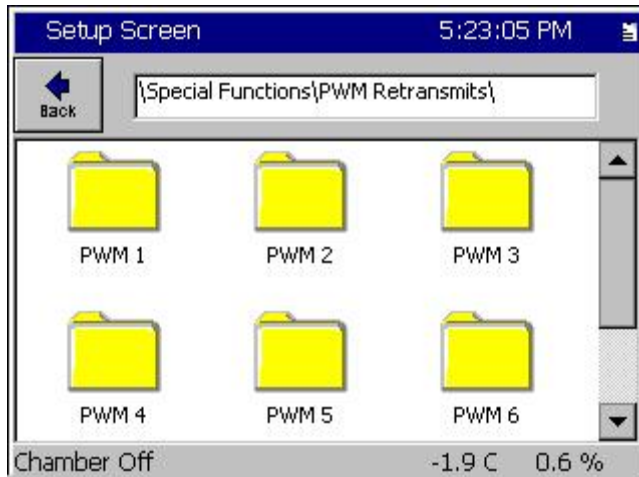 Setup Screen 5:23:05 PM
Back
\Special Functions\PWM Retransmits\
PWM 1 PWM 2 PWM 3
PWM 4 PWM 5 PWM 6
Chamber Off -1.9 C 0.6 %